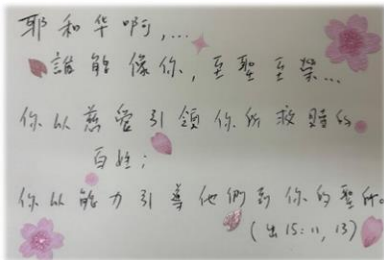 耶和华啊,...
誰能像你,至聖至榮...
你以慈愛引領你所救贖的
百姓;
你以能力引導他們到你的聖所。
(出15:11,13)